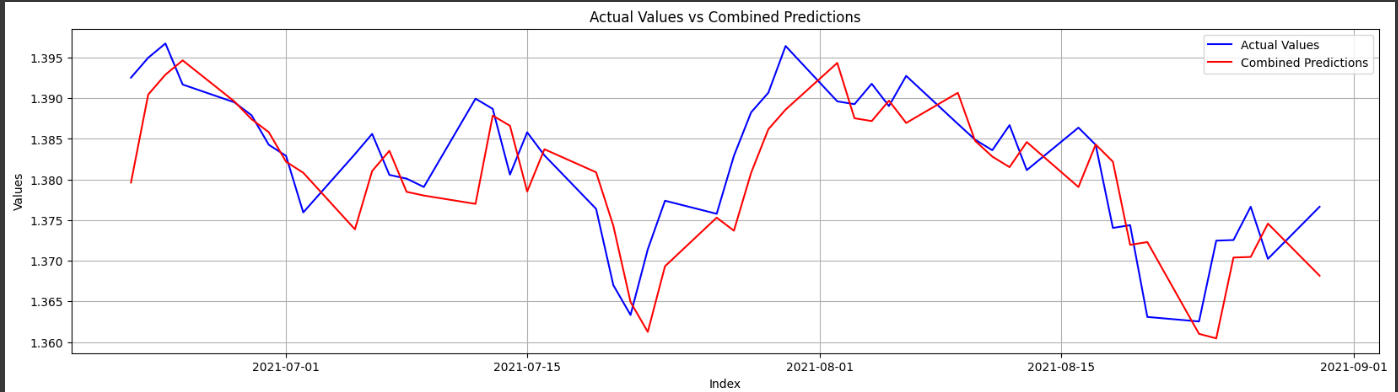 Actual Values vs Combined Predictions
Actual Values
Combined Predictions
1.395
1.390
1.385
1.380
1.375
1.370
1.365
1.360
Values
2021-07-01
2021-07-15
2021-08-01
2021-08-15
2021-09-01
Index